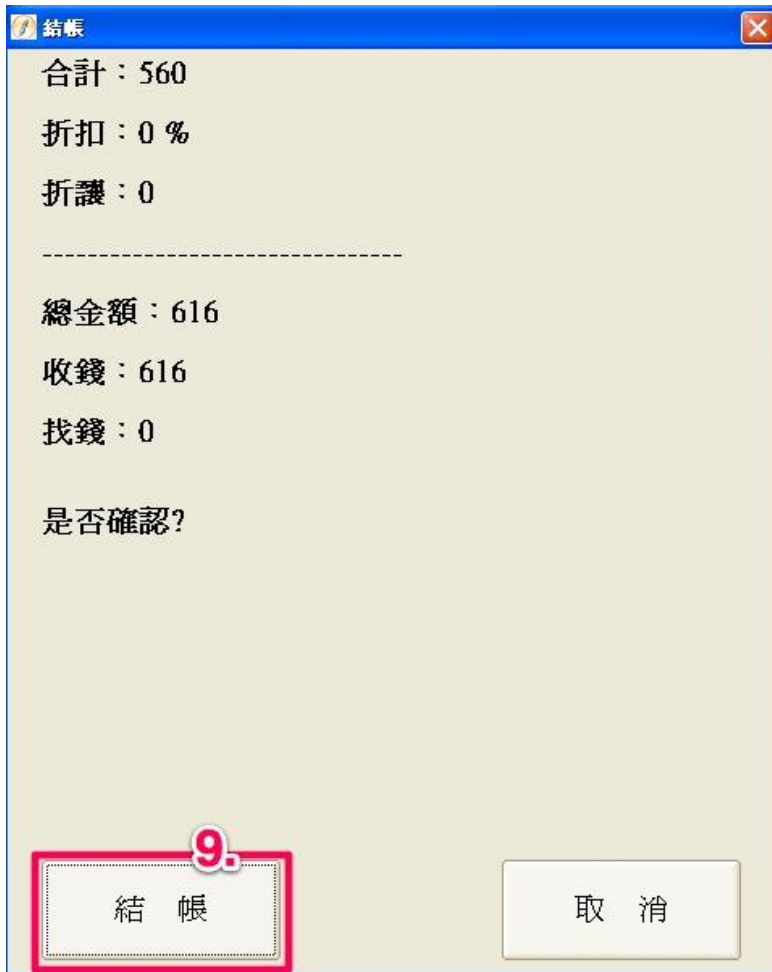 結帳
合計：560
折扣：0 %
折讓：0
--------------------------------
總金額：616
收錢：616
找錢：0
是否確認?
9.
結 帳 取 消